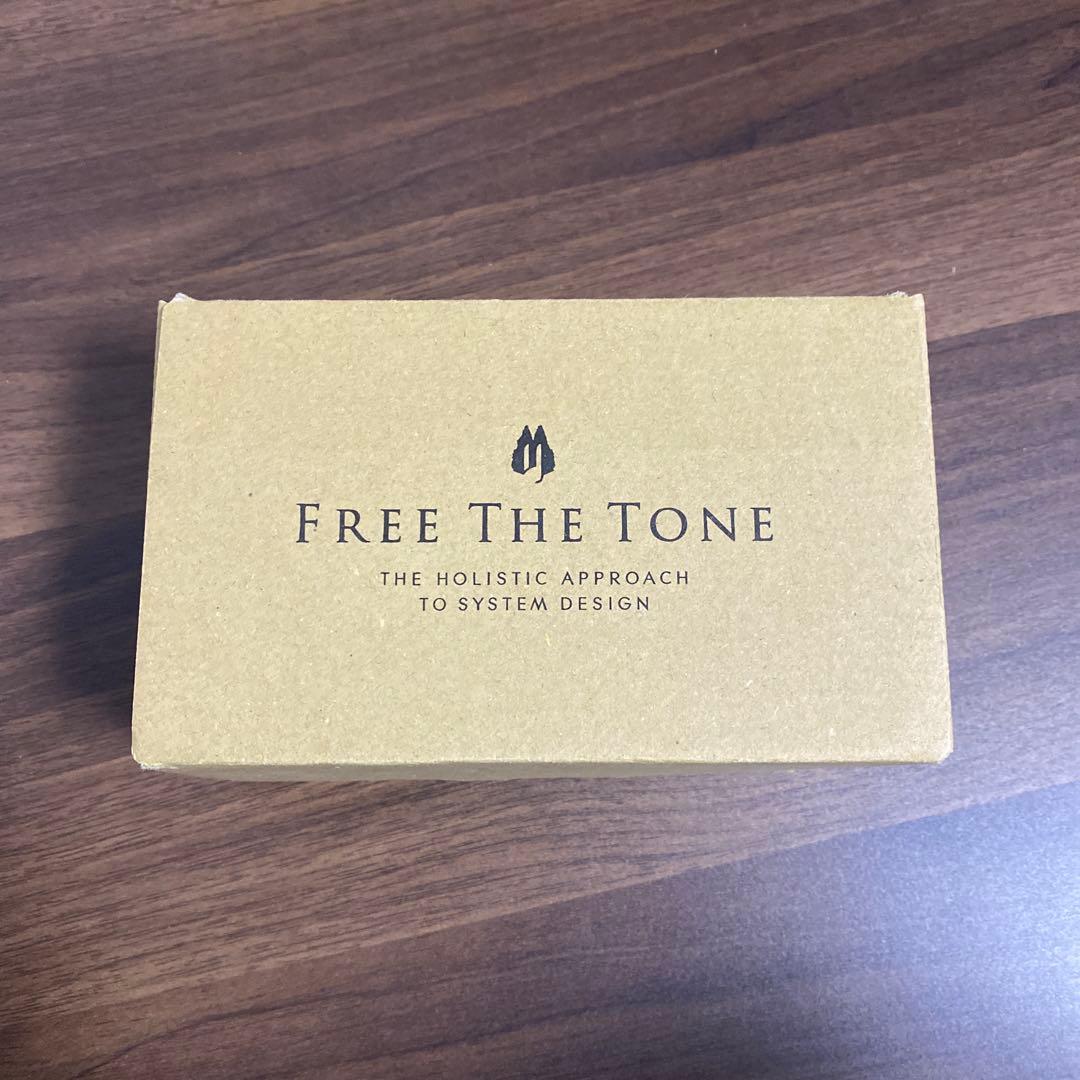 FREE THE TONE
THE HOLISTIC APPROACH
TO SYSTEM DESIGN